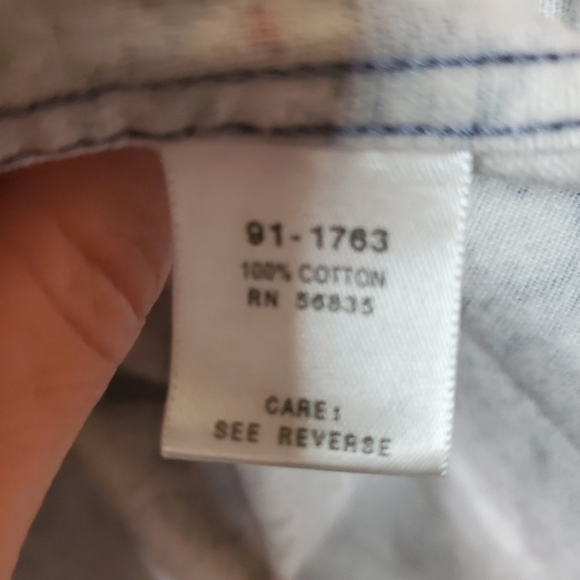 91-1763
100% COTTON
RN 56835
CARE:
SEE REVERSE